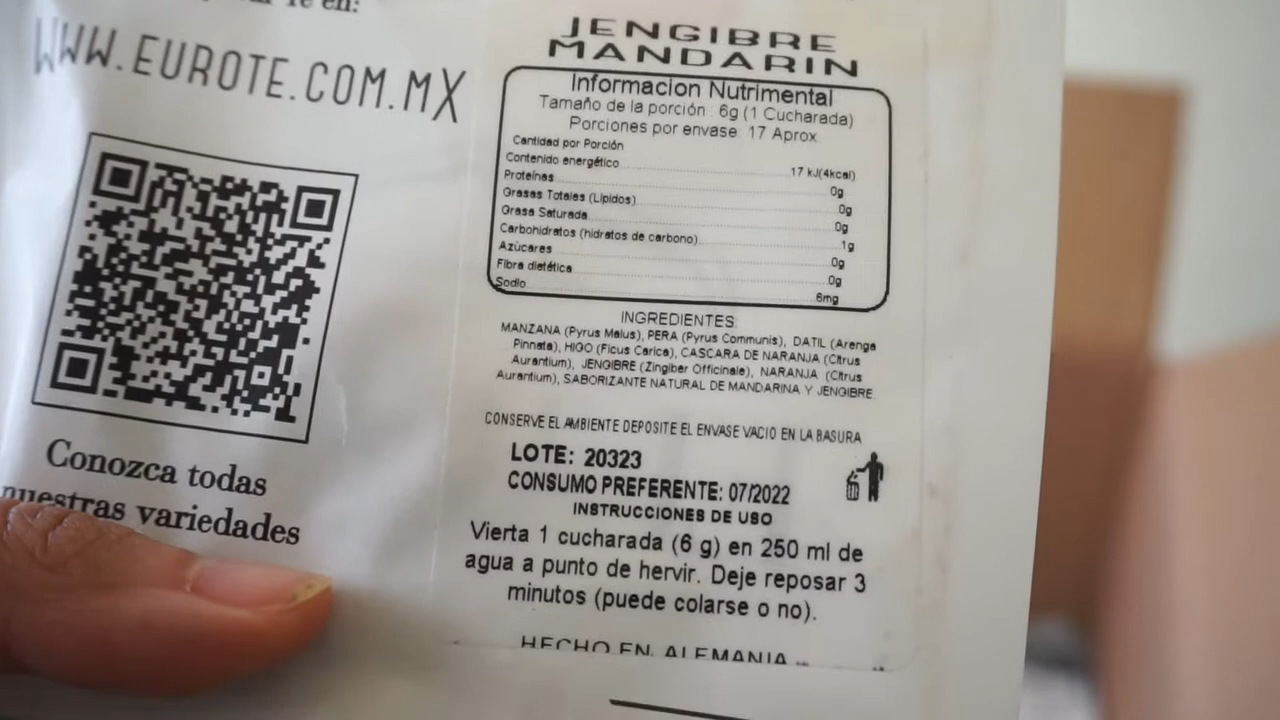 en:
WWW.EUROTE.COM.MX
Conozca todas
nuestras variedades
JENGIBRE
MANDARIN
Informacion Nutrimental
Tamaño de la porción : 6g (1 Cucharada)
Porciones por envase: 17 Aprox.
Cantidad por Porción
Contenido energético 17 kJ(4kcal)
Proteínas 0g
Grasas Totales (Lípidos) 0g
Grasa Saturada 0g
Carbohidratos (hidratos de carbono) 1g
Azúcares 0g
Fibra dietética 0g
Sodio 6mg
INGREDIENTES:
MANZANA (Pyrus Malus), PERA (Pyrus Communis), DATIL (Arenga
Pinnata), HIGO (Ficus Carica), CASCARA DE NARANJA (Citrus
Aurantium), JENGIBRE (Zingiber Officinale), NARANJA (Citrus
Aurantium), SABORIZANTE NATURAL DE MANDARINA Y JENGIBRE.
CONSERVE EL AMBIENTE DEPOSITE EL ENVASE VACIO EN LA BASURA
LOTE: 20323
CONSUMO PREFERENTE: 07/2022
INSTRUCCIONES DE USO
Vierta 1 cucharada (6 g) en 250 ml de
agua a punto de hervir. Deje reposar 3
minutos (puede colarse o no).
HECHO EN ALEMANIA